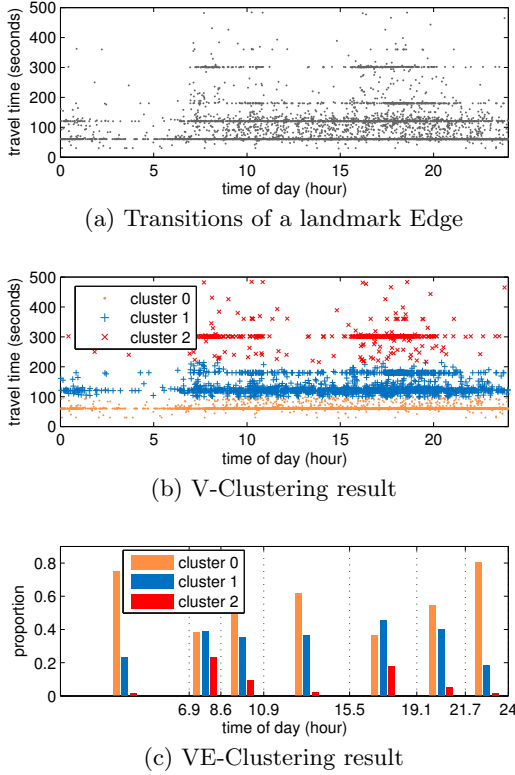 500
400
300
200
100
0
travel time (seconds)
0 5 10 15 20
time of day (hour)
(a) Transitions of a landmark Edge
500
400
300
200
100
0
travel time (seconds)
cluster 0
cluster 1
cluster 2
0 5 10 15 20
time of day (hour)
(b) V-Clustering result
0.8
0.6
0.4
0.2
0
proportion
cluster 0
cluster 1
cluster 2
6.9 8.6 10.9 15.5 19.1 21.7 24
time of day (hour)
(c) VE-Clustering result